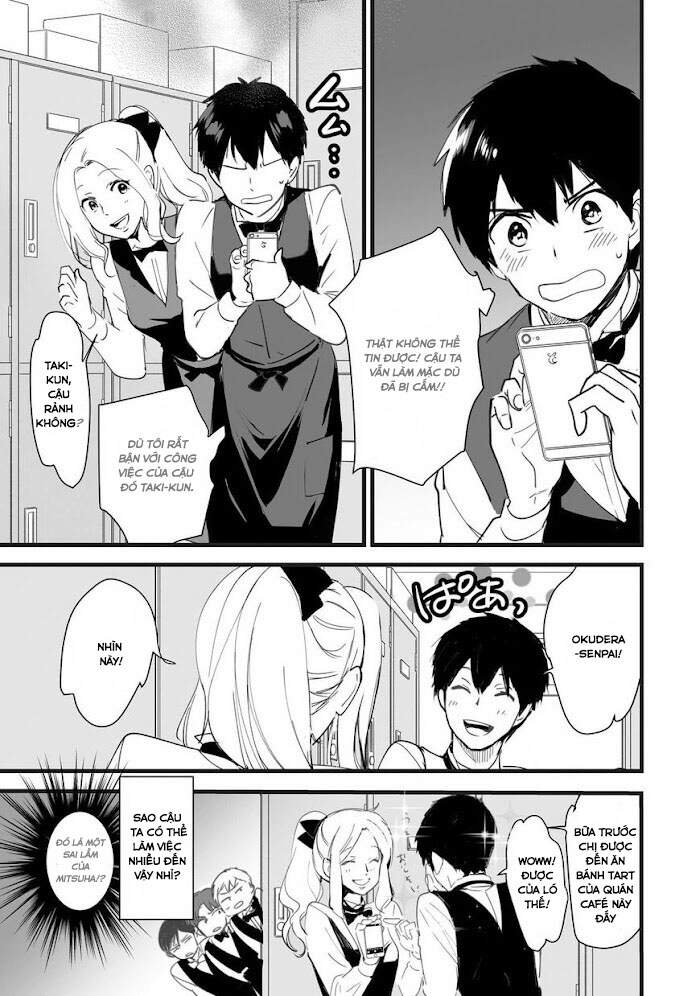 THẬT KHÔNG THỂ
TIN ĐƯỢC! CẬU TA
VẪN LÀM MẶC DÙ
ĐÃ BỊ CẤM!!
ムム…
TAKI-
KUN,
CẬU
RẢNH
KHÔNG?
DÙ TÔI RẤT
BẬN VỚI CÔNG
VIỆC CỦA CẬU
ĐÓ TAKI-KUN.
OKUDERA
-SENPAI!
ぱあ,
NHÌN
NÀY!
BỮA TRƯỚC
CHỊ ĐƯỢC
ĐẾN ĂN
BÁNH TART
CỦA QUÁN
CAFÉ NÀY
ĐẤY
WOWW!
ĐƯỢC
CỦA LÓ
THẾ!
SAO CẬU
TA CÓ THỂ
LÀM VIỆC
NHIỀU ĐẾN
VẬY NHỈ?
ĐÓ LÀ MỘT
SAI LẦM
CỦA
MITSUHA!?